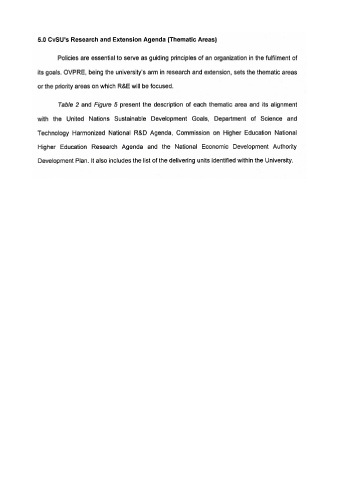 5.0 CvSU's Research and Extension Agenda (Thematic Areas)
Policies are essential to serve as guiding principles of an organization in the fulfilment of
its goals. OVPRE, being the university's arm in research and extension, sets the thematic areas
or the priority areas on which R&E will be focused.
Table 2 and Figure 5 present the description of each thematic area and its alignment
with the United Nations Sustainable Development Goals, Department of Science and
Technology Harmonized National R&D Agenda, Commission on Higher Education National
Higher Education Research Agenda and the National Economic Development Authority
Development Plan. It also includes the list of the delivering units identified within the University.